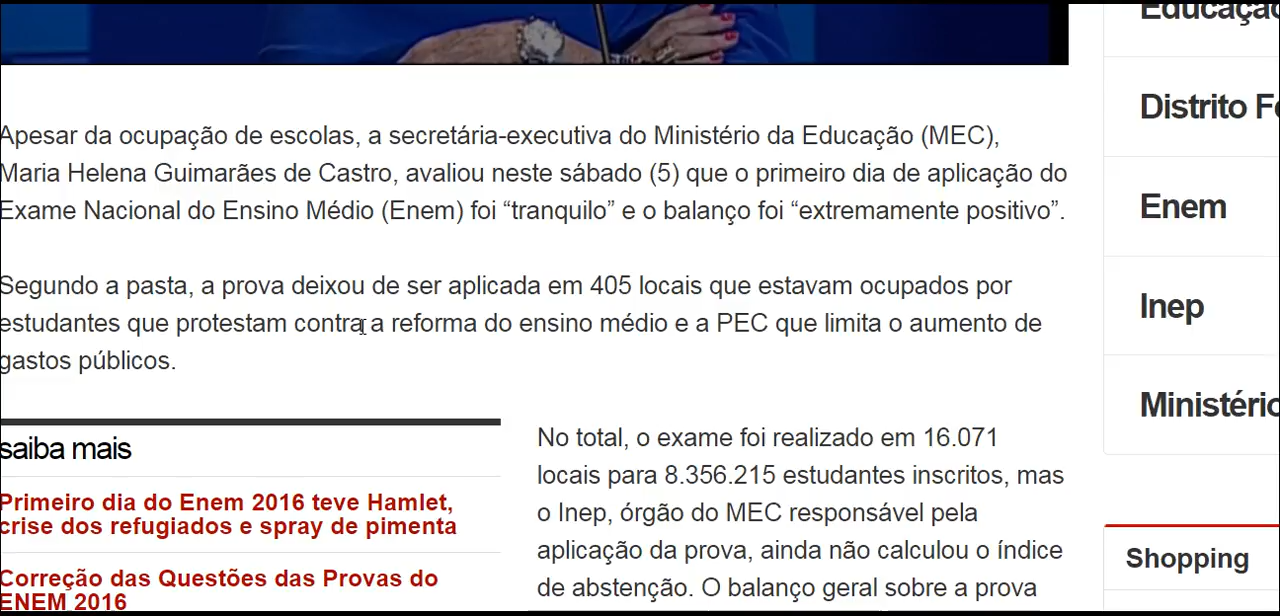 Apesar da ocupação de escolas, a secretária-executiva do Ministério da Educação (MEC),
Maria Helena Guimarães de Castro, avaliou neste sábado (5) que o primeiro dia de aplicação do
Exame Nacional do Ensino Médio (Enem) foi “tranquilo” e o balanço foi “extremamente positivo”.
Segundo a pasta, a prova deixou de ser aplicada em 405 locais que estavam ocupados por
estudantes que protestam contra a reforma do ensino médio e a PEC que limita o aumento de
gastos públicos.
saiba mais
Primeiro dia do Enem 2016 teve Hamlet,
crise dos refugiados e spray de pimenta
Correção das Questões das Provas do
ENEM 2016
No total, o exame foi realizado em 16.071
locais para 8.356.215 estudantes inscritos, mas
o Inep, órgão do MEC responsável pela
aplicação da prova, ainda não calculou o índice
de abstenção. O balanço geral sobre a prova
Educaçã
Distrito Fe
Enem
Inep
Ministério
Shopping